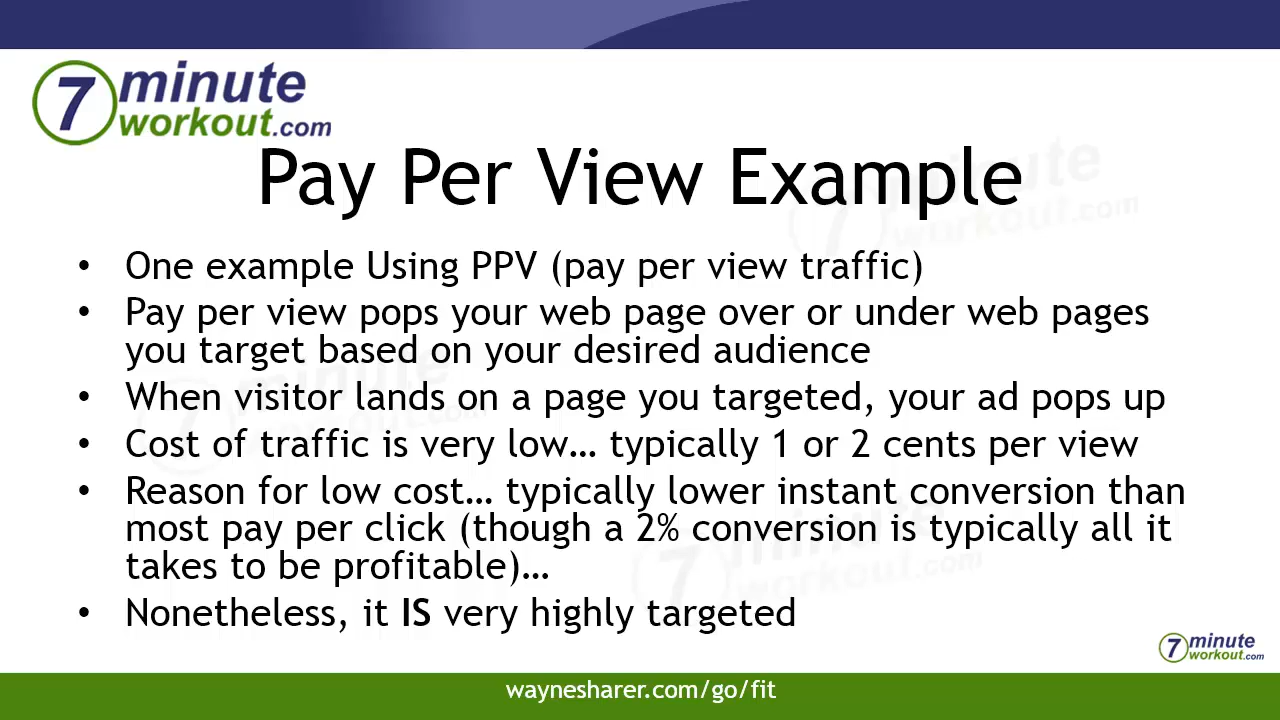 7 minute
workout.com
Pay Per View Example
• One example Using PPV (pay per view traffic)
• Pay per view pops your web page over or under web pages
you target based on your desired audience
• When visitor lands on a page you targeted, your ad pops up
• Cost of traffic is very low… typically 1 or 2 cents per view
• Reason for low cost… typically lower instant conversion than
most pay per click (though a 2% conversion is typically all it
takes to be profitable)…
• Nonetheless, it IS very highly targeted
7 minute
workout.com
waynesharer.com/go/fit